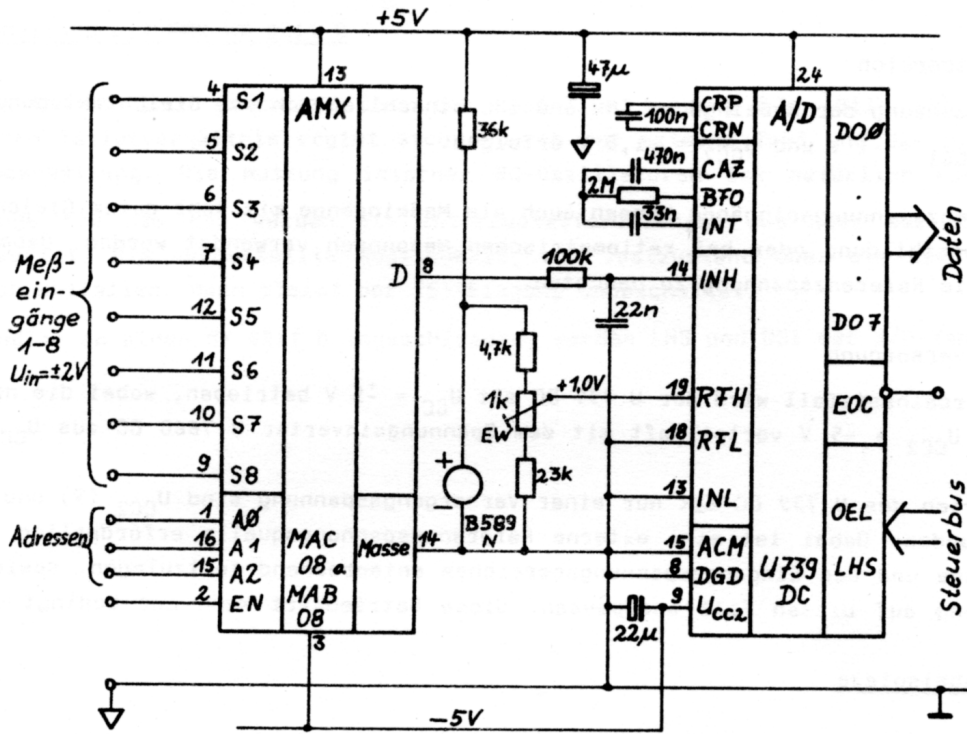 +5V
13
24
47µ
4
S1
AMX
36k
100n
CRP
CRN
A/D
DO0
5
S2
470n
CAZ
6
S3
2M
BFO
33n
INT
7
S4
D
8
100k
14
INH
Daten
Meß-
ein-
gänge
1-8
Uin=±2V
12
S5
22n
DO7
11
S6
4,7k
10
S7
1k
+1,0V
EW
19
RFH
EOC
18
RFL
9
S8
+
23k
13
INL
Adressen
1
A0
B589
N
OEL
16
A1
MAC
08a
Masse
14
15
ACM
15
A2
8
DGD
U739
DC
LHS
2
EN
MAB
08
22µ
9
UCC2
Steuerbus
3
-5V